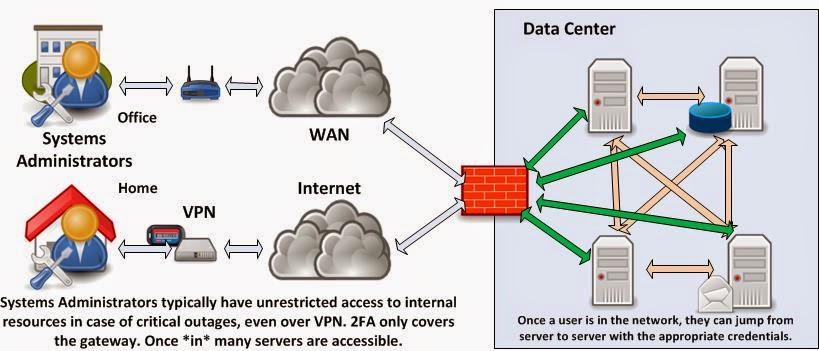 Data Center
Office
Systems
Administrators
WAN
Home
VPN
Internet
Systems Administrators typically have unrestricted access to internal
resources in case of critical outages, even over VPN. 2FA only covers
the gateway. Once *in* many servers are accessible.
Once a user is in the network, they can jump from
server to server with the appropriate credentials.